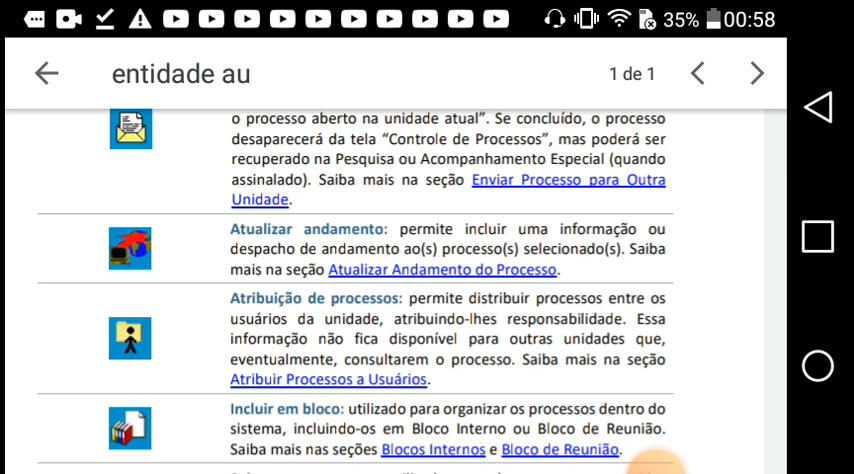 35% 00:58
entidade au 1 de 1
o processo aberto na unidade atual”. Se concluído, o processo
desaparecerá da tela “Controle de Processos”, mas poderá ser
recuperado na Pesquisa ou Acompanhamento Especial (quando
assinalado). Saiba mais na seção Enviar Processo para Outra
Unidade.
Atualizar andamento: permite incluir uma informação ou
despacho de andamento ao(s) processo(s) selecionado(s). Saiba
mais na seção Atualizar Andamento do Processo.
Atribuição de processos: permite distribuir processos entre os
usuários da unidade, atribuindo-lhes responsabilidade. Essa
informação não fica disponível para outras unidades que,
eventualmente, consultarem o processo. Saiba mais na seção
Atribuir Processos a Usuários.
Incluir em bloco: utilizado para organizar os processos dentro do
sistema, incluindo-os em Bloco Interno ou Bloco de Reunião.
Saiba mais nas seções Blocos Internos e Bloco de Reunião.